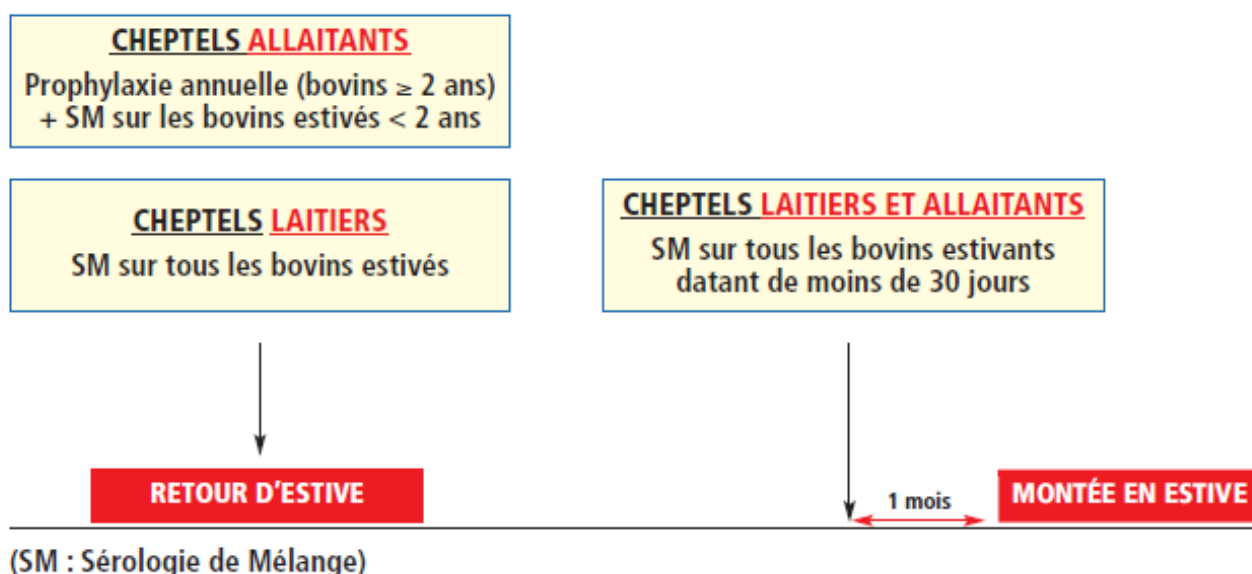 CHEPTELS ALLAITANTS
Prophylaxie annuelle (bovins ≥ 2 ans)
+ SM sur les bovins estivés < 2 ans
CHEPTELS LAITIERS
SM sur tous les bovins estivés
CHEPTELS LAITIERS ET ALLAITANTS
SM sur tous les bovins estivants
datant de moins de 30 jours
RETOUR D'ESTIVE
1 mois
MONTÉE EN ESTIVE
(SM : Sérologie de Mélange)